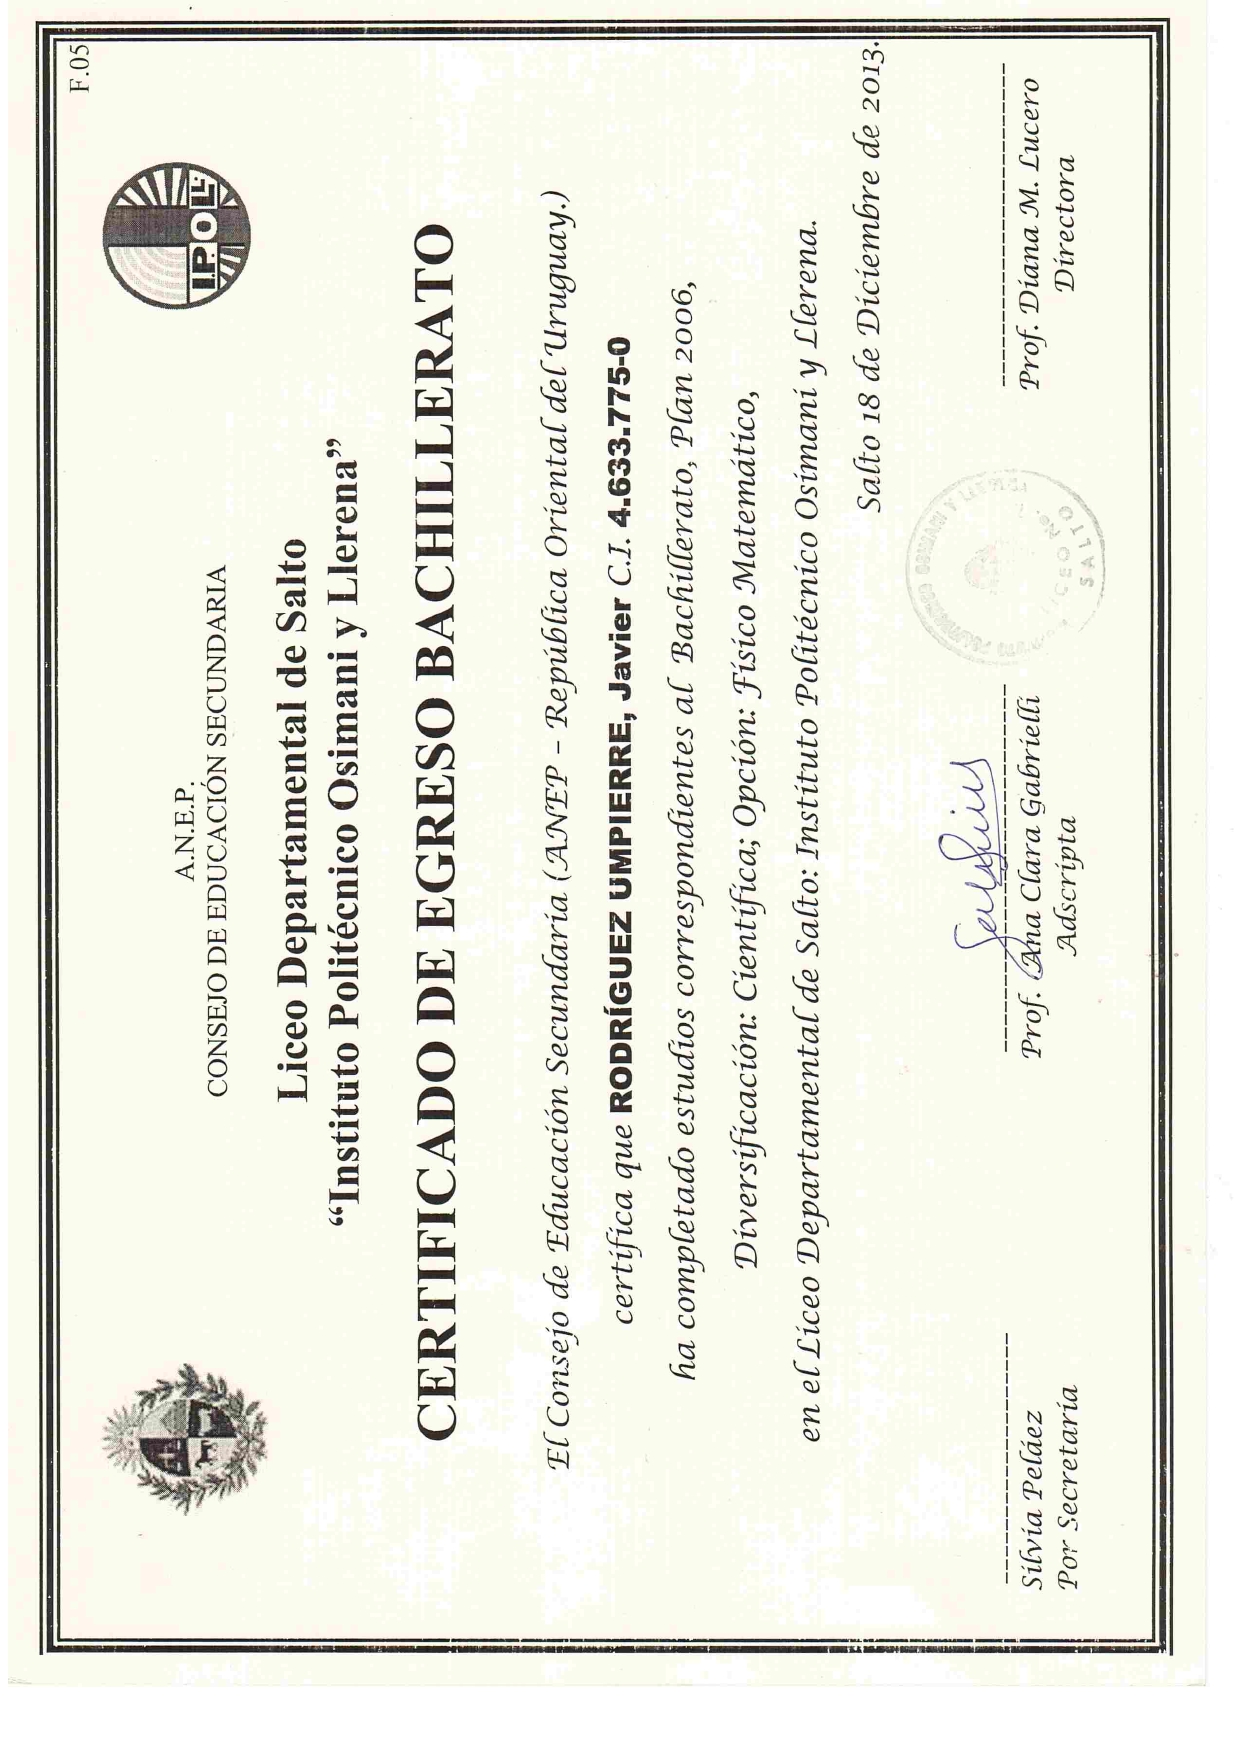 F.05
I.P.O.LL.
A.N.E.P.
CONSEJO DE EDUCACIÓN SECUNDARIA
Liceo Departamental de Salto
“Instituto Politécnico Osimani y Llerena”
CERTIFICADO DE EGRESO BACHILLERATO
El Consejo de Educación Secundaria (ANEP – República Oriental del Uruguay.)
certifica que RODRÍGUEZ UMPIERRE, Javier C.I. 4.633.775-0
ha completado estudios correspondientes al Bachillerato, Plan 2006,
Diversificación: Científica; Opción: Físico Matemático,
en el Liceo Departamental de Salto: Instituto Politécnico Osimani y Llerena.
Salto 18 de Diciembre de 2013.
Silvia Peláez
Por Secretaría
Prof. Ana Clara Gabrielli
Adscripta
INSTITUTO POLITECNICO OSIMANI Y LLERENA
LICEO No. 1
SALTO
Prof. Diana M. Lucero
Directora